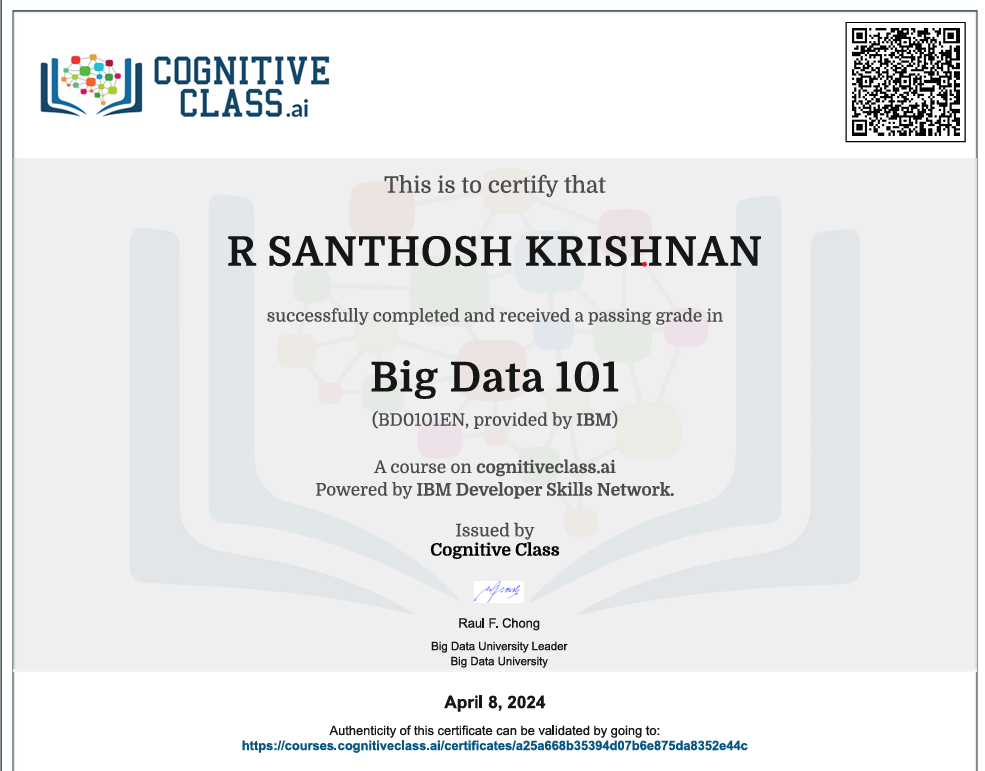 COGNITIVE
CLASS.ai
This is to certify that
R SANTHOSH KRISHNAN
successfully completed and received a passing grade in
Big Data 101
(BD0101EN, provided by IBM)
A course on cognitiveclass.ai
Powered by IBM Developer Skills Network.
Issued by
Cognitive Class
Raul F. Chong
Big Data University Leader
Big Data University
April 8, 2024
Authenticity of this certificate can be validated by going to:
https://courses.cognitiveclass.ai/certificates/a25a668b35394d07b6e875da8352e44c